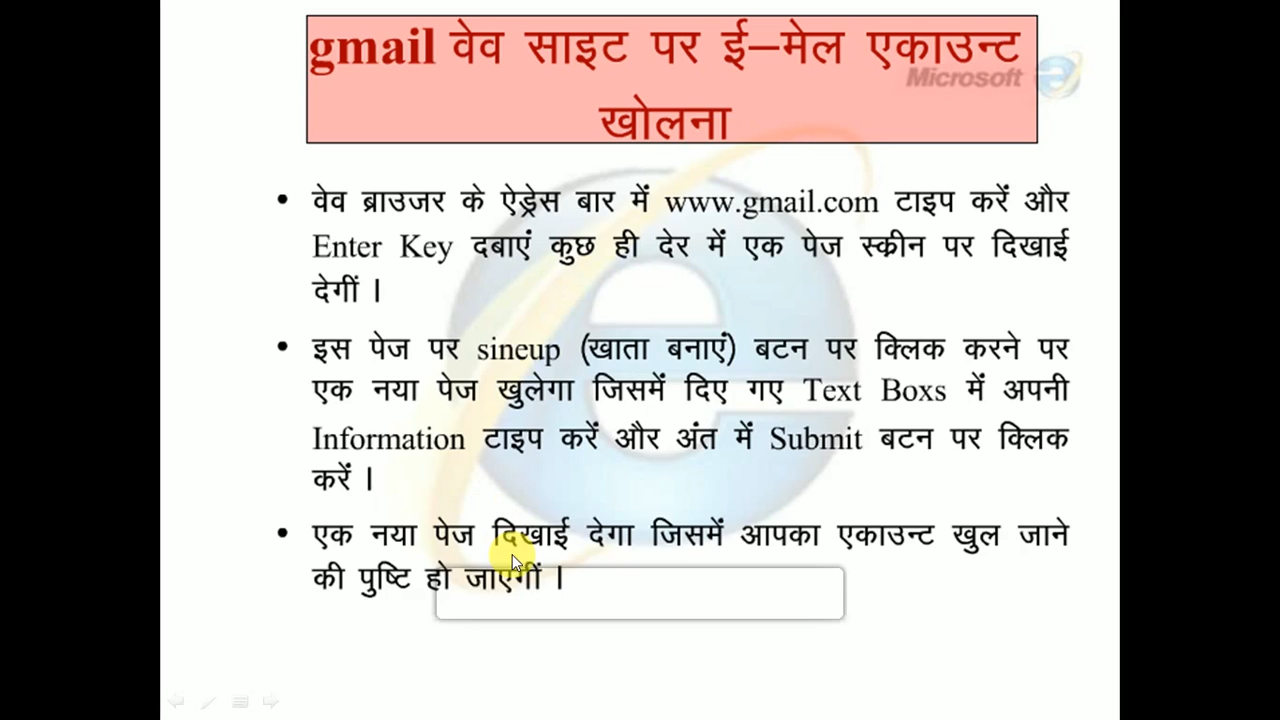 gmail वेव साइट पर ई–मेल एकाउन्ट
Microsoft
खोलना
• वेव ब्राउजर के ऐड्रेस बार में www.gmail.com टाइप करें और
Enter Key दबाएं कुछ ही देर में एक पेज स्क्रीन पर दिखाई
देगीं ।
• इस पेज पर sineup (खाता बनाएं) बटन पर क्लिक करने पर
एक नया पेज खुलेगा जिसमें दिए गए Text Boxs में अपनी
Information टाइप करें और अंत में Submit बटन पर क्लिक
करें ।
• एक नया पेज दिखाई देगा जिसमें आपका एकाउन्ट खुल जाने
की पुष्टि हो जाएगीं ।